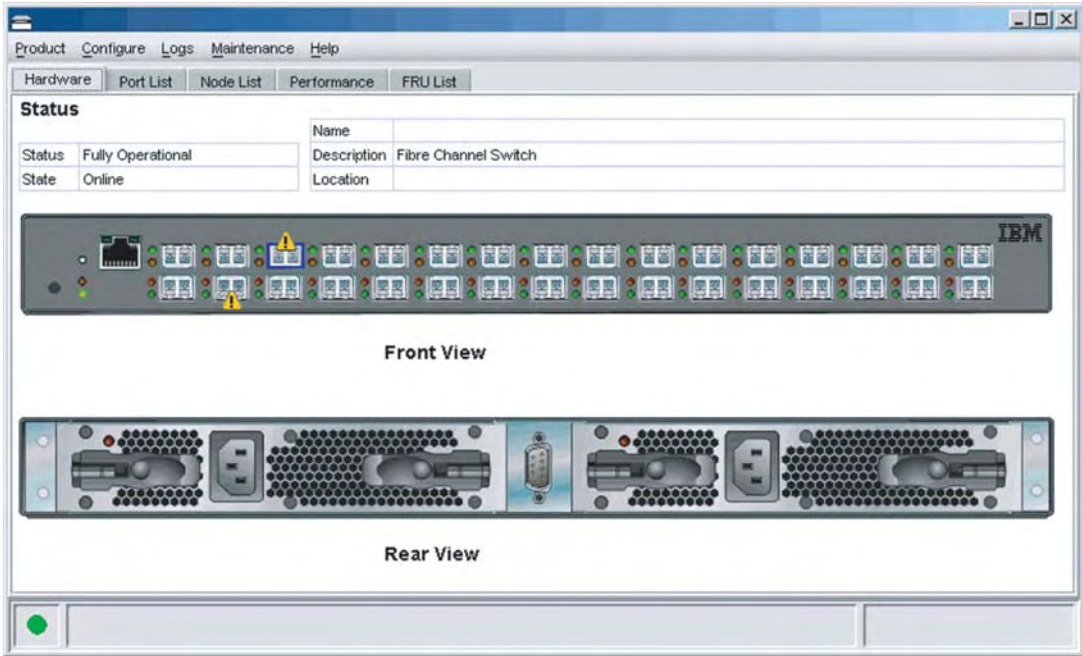 Product Configure Logs Maintenance Help
Hardware Port List Node List Performance FRU List
Status
Name
Status Fully Operational Description Fibre Channel Switch
State Online Location
IBM
Front View
Rear View